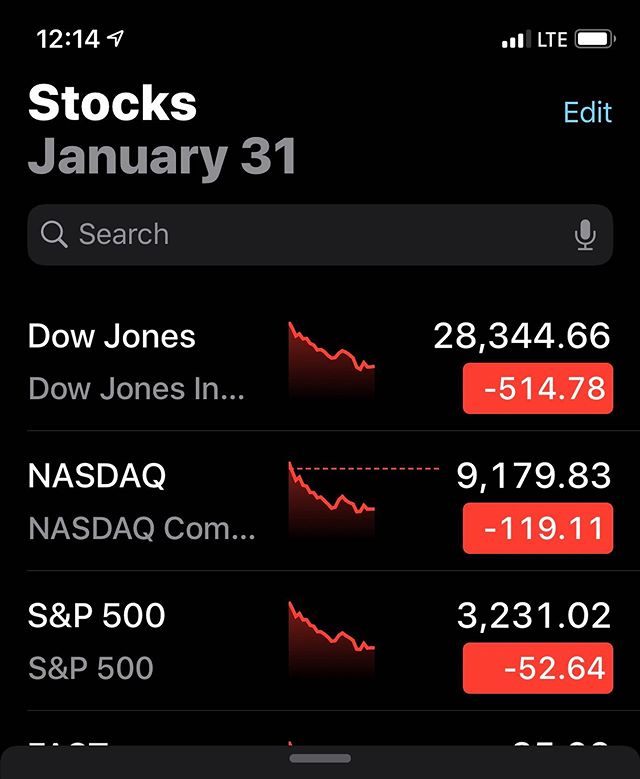 12:14 LTE
Stocks
Edit
January 31
Search
Dow Jones 28,344.66
Dow Jones In... -514.78
NASDAQ 9,179.83
NASDAQ Com... -119.11
S&P 500 3,231.02
S&P 500 -52.64